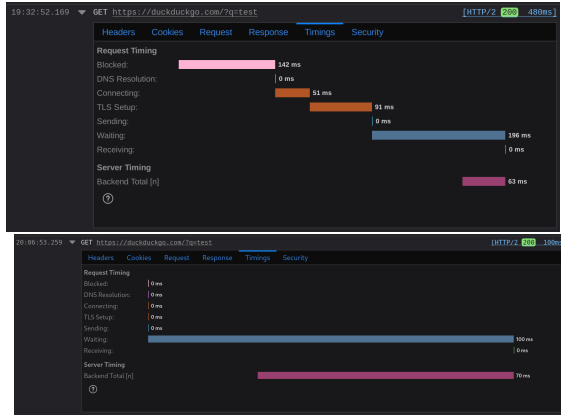 19:32:52.169 GET https://duckduckgo.com/?q=test [HTTP/2 200 480ms]
Headers Cookies Request Response Timings Security
Request Timing
Blocked: 142 ms
DNS Resolution: 0 ms
Connecting: 51 ms
TLS Setup: 91 ms
Sending: 0 ms
Waiting: 196 ms
Receiving: 0 ms
Server Timing
Backend Total [n] 63 ms
?
20:06:53.259 GET https://duckduckgo.com/?q=test [HTTP/2 200 100ms
Headers Cookies Request Response Timings Security
Request Timing
Blocked: 0 ms
DNS Resolution: 0 ms
Connecting: 0 ms
TLS Setup: 0 ms
Sending: 0 ms
Waiting: 100 ms
Receiving: 0 ms
Server Timing
Backend Total [n] 70 ms
?